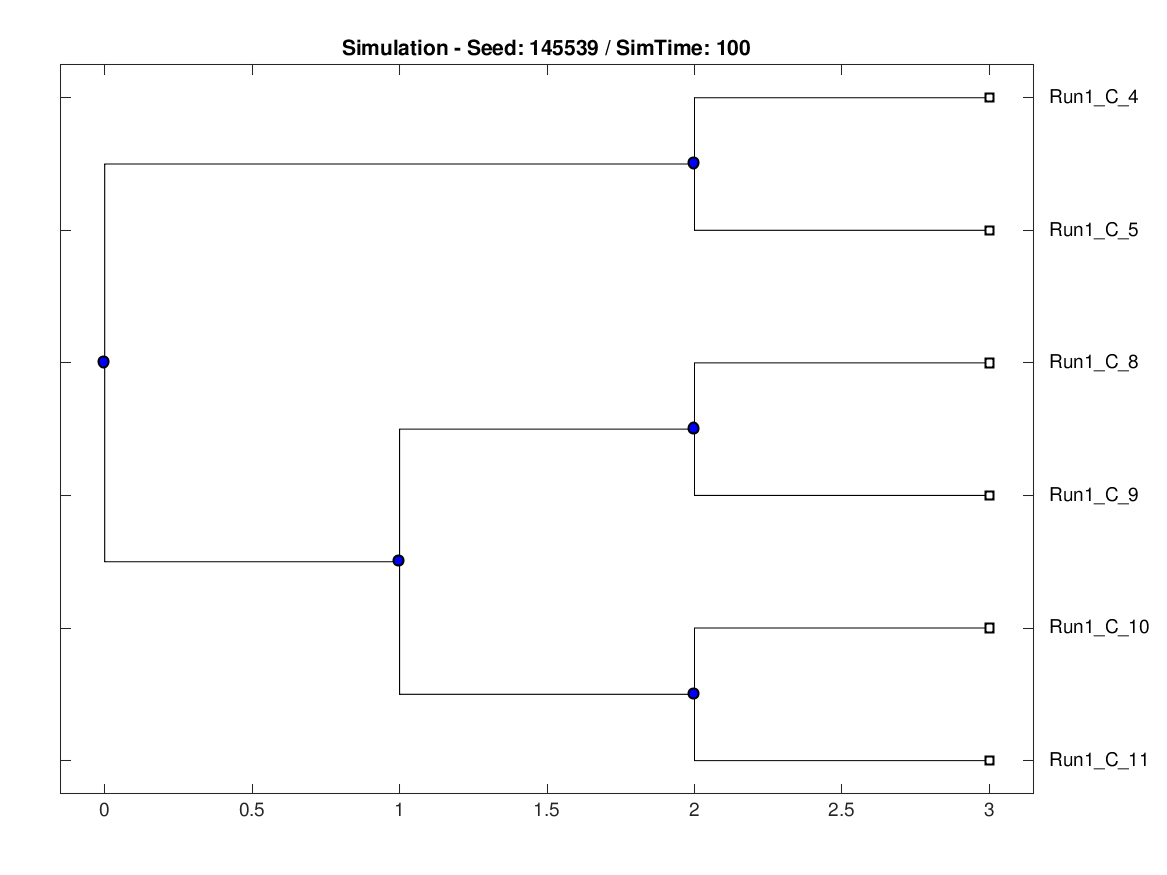 Simulation - Seed: 145539 / SimTime: 100
Run1_C_4
Run1_C_5
Run1_C_8
Run1_C_9
Run1_C_10
Run1_C_11
0 0.5 1 1.5 2 2.5 3